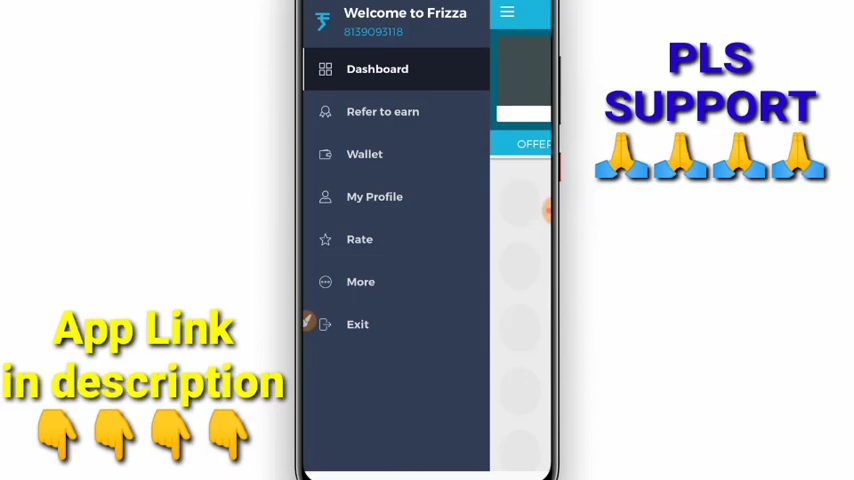 Welcome to Frizza
8139093118
Dashboard
Refer to earn
Wallet
My Profile
Rate
More
Exit
OFFER
PLS
SUPPORT
App Link
in description